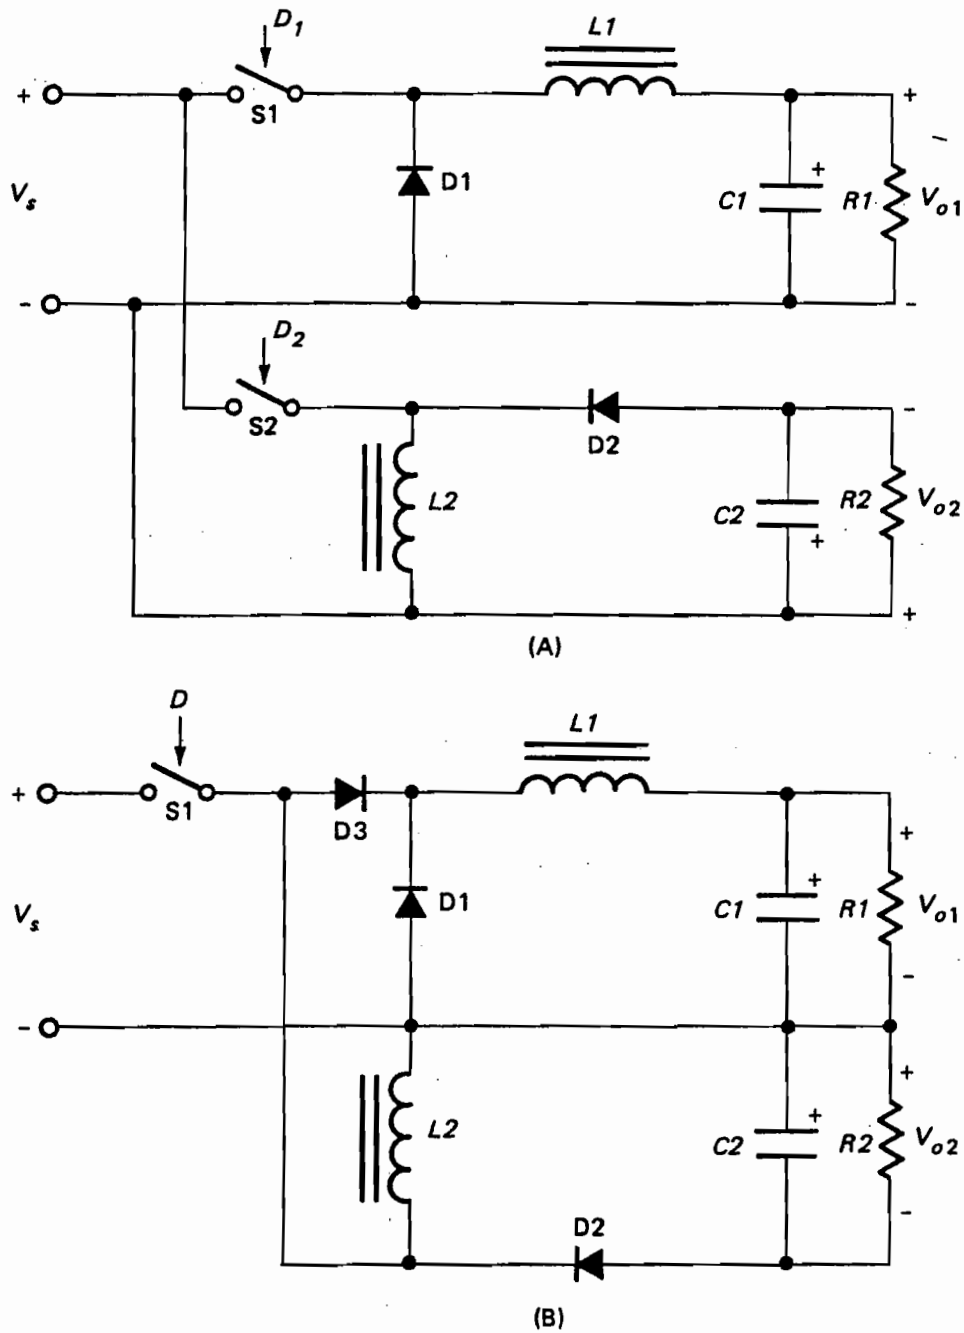 D1
L1
+
S1
+
−
Vs
D1
C1
+
R1
Vo1
−
−
D2
S2
−
D2
L2
C2
R2
Vo2
+
+
(A)
D
L1
+
S1
D3
+
Vs
D1
C1
+
R1
Vo1
−
−
+
L2
C2
+
R2
Vo2
D2
−
(B)